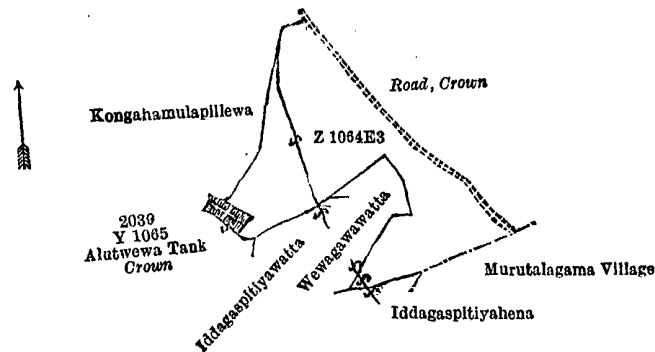 Road, Crown
Kongahamulapillewa
Z 1064E3
2039
Y 1065
Alutwewa Tank
Crown
Iddagaspitiyawatta
Wewagawawatta
Murutalagama Village
Iddagaspitiyahena